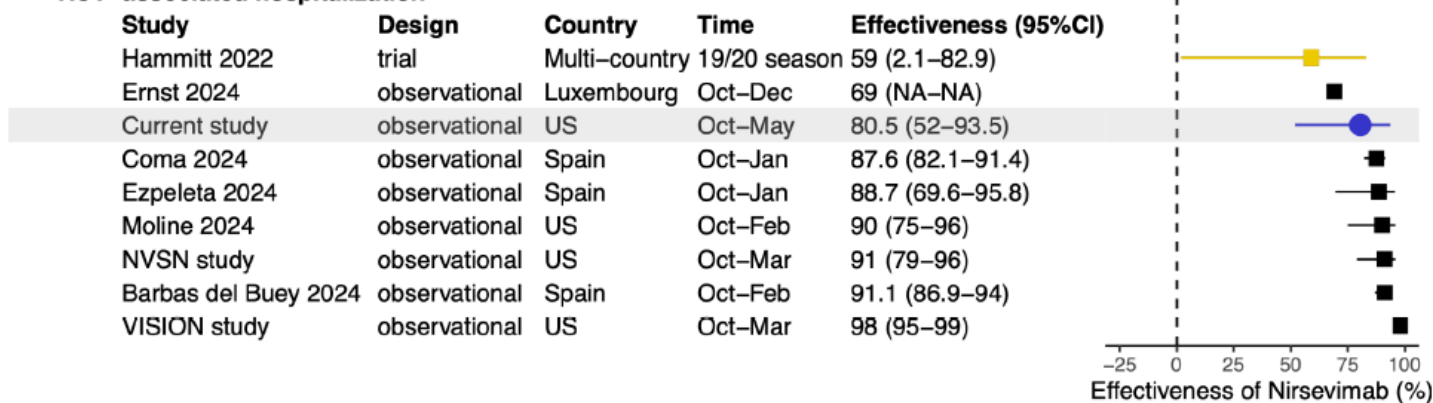 Study Design Country Time Effectiveness (95%CI)
Hammitt 2022 trial Multi−country 19/20 season 59 (2.1−82.9)
Ernst 2024 observational Luxembourg Oct−Dec 69 (NA−NA)
Current study observational US Oct−May 80.5 (52−93.5)
Coma 2024 observational Spain Oct−Jan 87.6 (82.1−91.4)
Ezpeleta 2024 observational Spain Oct−Jan 88.7 (69.6−95.8)
Moline 2024 observational US Oct−Feb 90 (75−96)
NVSN study observational US Oct−Mar 91 (79−96)
Barbas del Buey 2024 observational Spain Oct−Feb 91.1 (86.9−94)
VISION study observational US Oct−Mar 98 (95−99)
−25 0 25 50 75 100
Effectiveness of Nirsevimab (%)